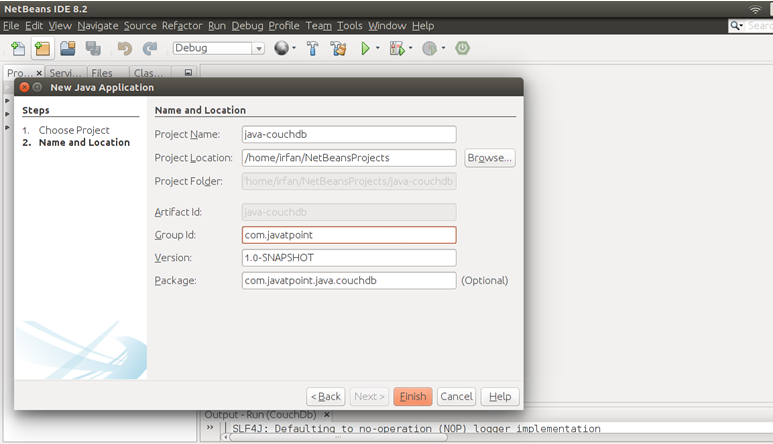 NetBeans IDE 8.2
File Edit View Navigate Source Refactor Run Debug Profile Team Tools Window Help
Searc
Debug
Pro... Servi... Files Clas...
New Java Application
Steps
1. Choose Project
2. Name and Location
Name and Location
Project Name: java-couchdb
Project Location: /home/irfan/NetBeansProjects Browse...
Project Folder: home/irfan/NetBeansProjects/java-couchdb
Artifact Id: java-couchdb
Group Id: com.javatpoint
Version: 1.0-SNAPSHOT
Package: com.javatpoint.java.couchdb (Optional)
< Back Next > Finish Cancel Help
Output - Run (CouchDb)
SLF4J: Defaulting to no-operation (NOP) logger implementation